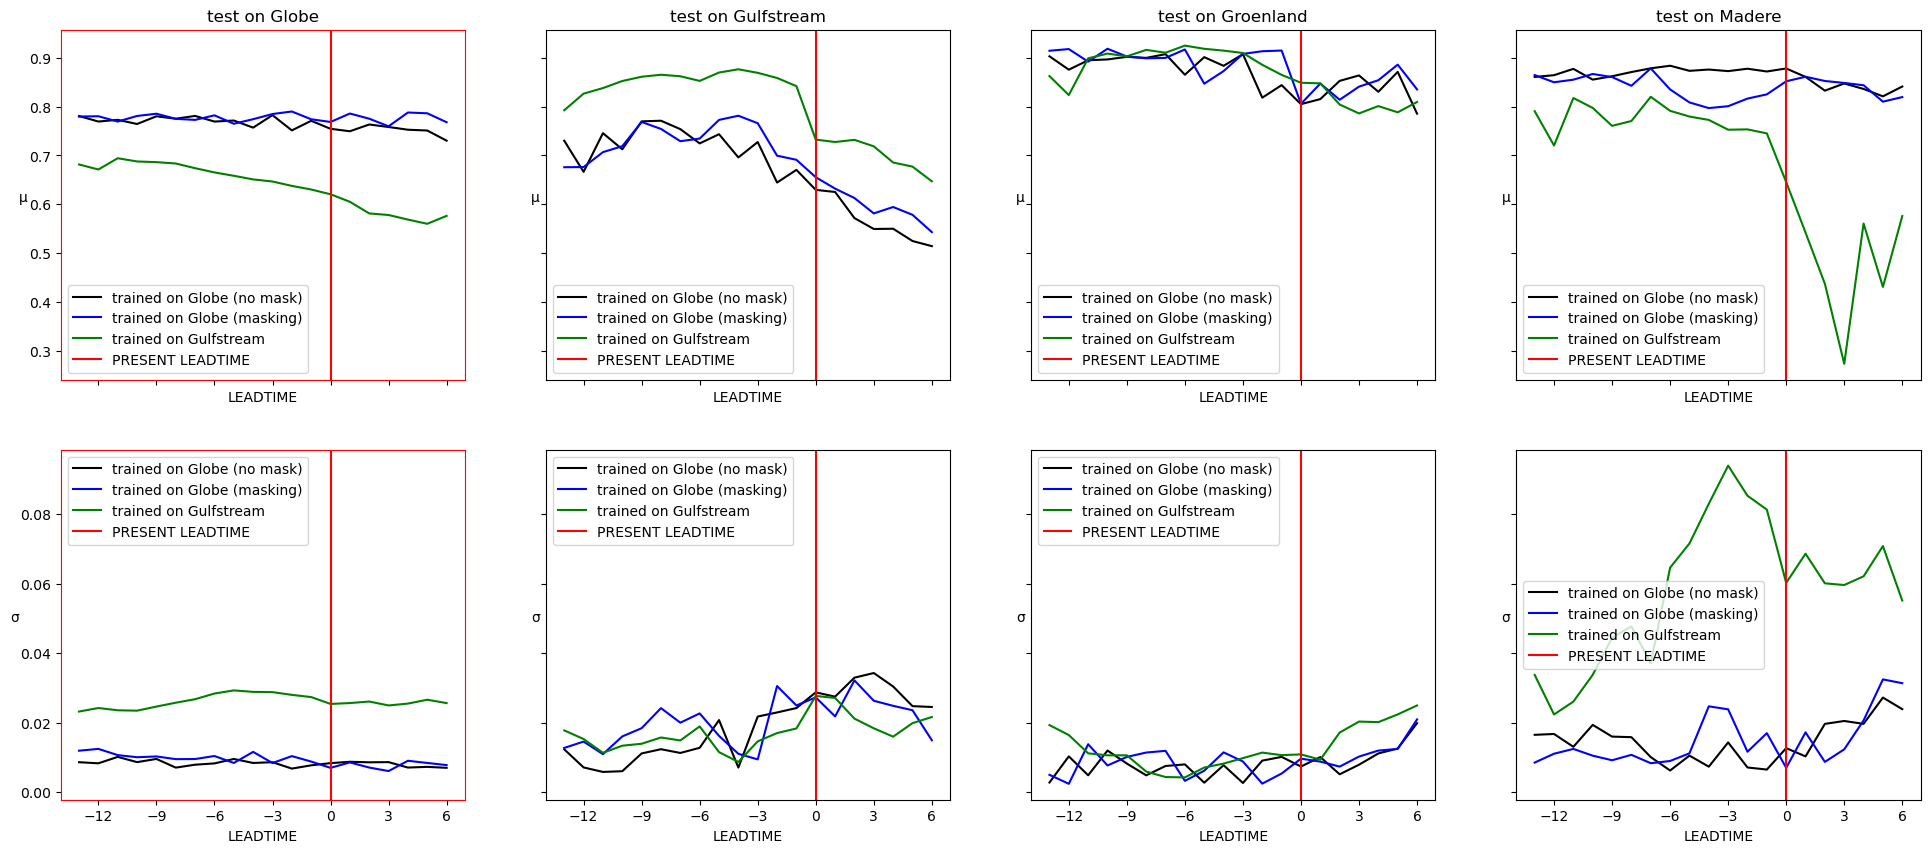 test on Globe
test on Gulfstream
test on Groenland
test on Madere
0.9
0.8
0.7
0.6
0.5
0.4
0.3
μ
trained on Globe (no mask)
trained on Globe (masking)
trained on Gulfstream
PRESENT LEADTIME
LEADTIME
μ
trained on Globe (no mask)
trained on Globe (masking)
trained on Gulfstream
PRESENT LEADTIME
LEADTIME
μ
trained on Globe (no mask)
trained on Globe (masking)
trained on Gulfstream
PRESENT LEADTIME
LEADTIME
μ
trained on Globe (no mask)
trained on Globe (masking)
trained on Gulfstream
PRESENT LEADTIME
LEADTIME
0.08
0.06
0.04
0.02
0.00
σ
trained on Globe (no mask)
trained on Globe (masking)
trained on Gulfstream
PRESENT LEADTIME
−12 −9 −6 −3 0 3 6
LEADTIME
σ
trained on Globe (no mask)
trained on Globe (masking)
trained on Gulfstream
PRESENT LEADTIME
−12 −9 −6 −3 0 3 6
LEADTIME
σ
trained on Globe (no mask)
trained on Globe (masking)
trained on Gulfstream
PRESENT LEADTIME
−12 −9 −6 −3 0 3 6
LEADTIME
σ
trained on Globe (no mask)
trained on Globe (masking)
trained on Gulfstream
PRESENT LEADTIME
−12 −9 −6 −3 0 3 6
LEADTIME